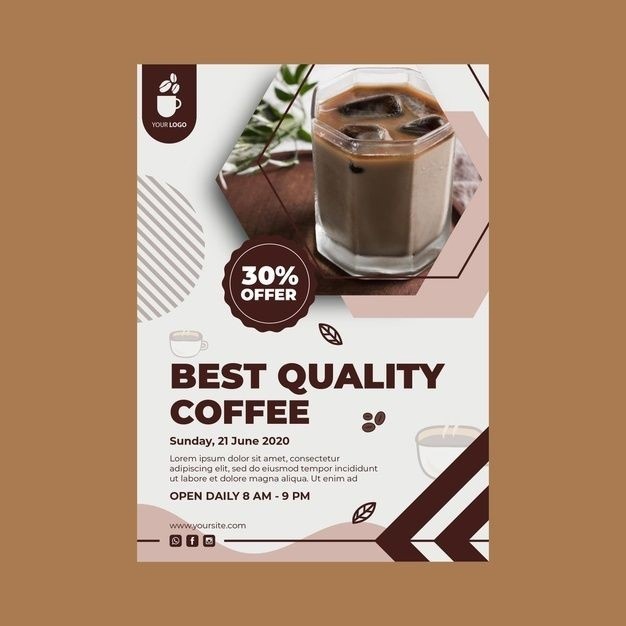 YOUR LOGO
30%
OFFER
BEST QUALITY
COFFEE
Sunday, 21 June 2020
Lorem ipsum dolor sit amet, consectetur
adipiscing elit, sed do eiusmod tempor incididunt
ut labore et dolore magna aliqua. Ut enim ad
OPEN DAILY 8 AM - 9 PM
www.yoursite.com